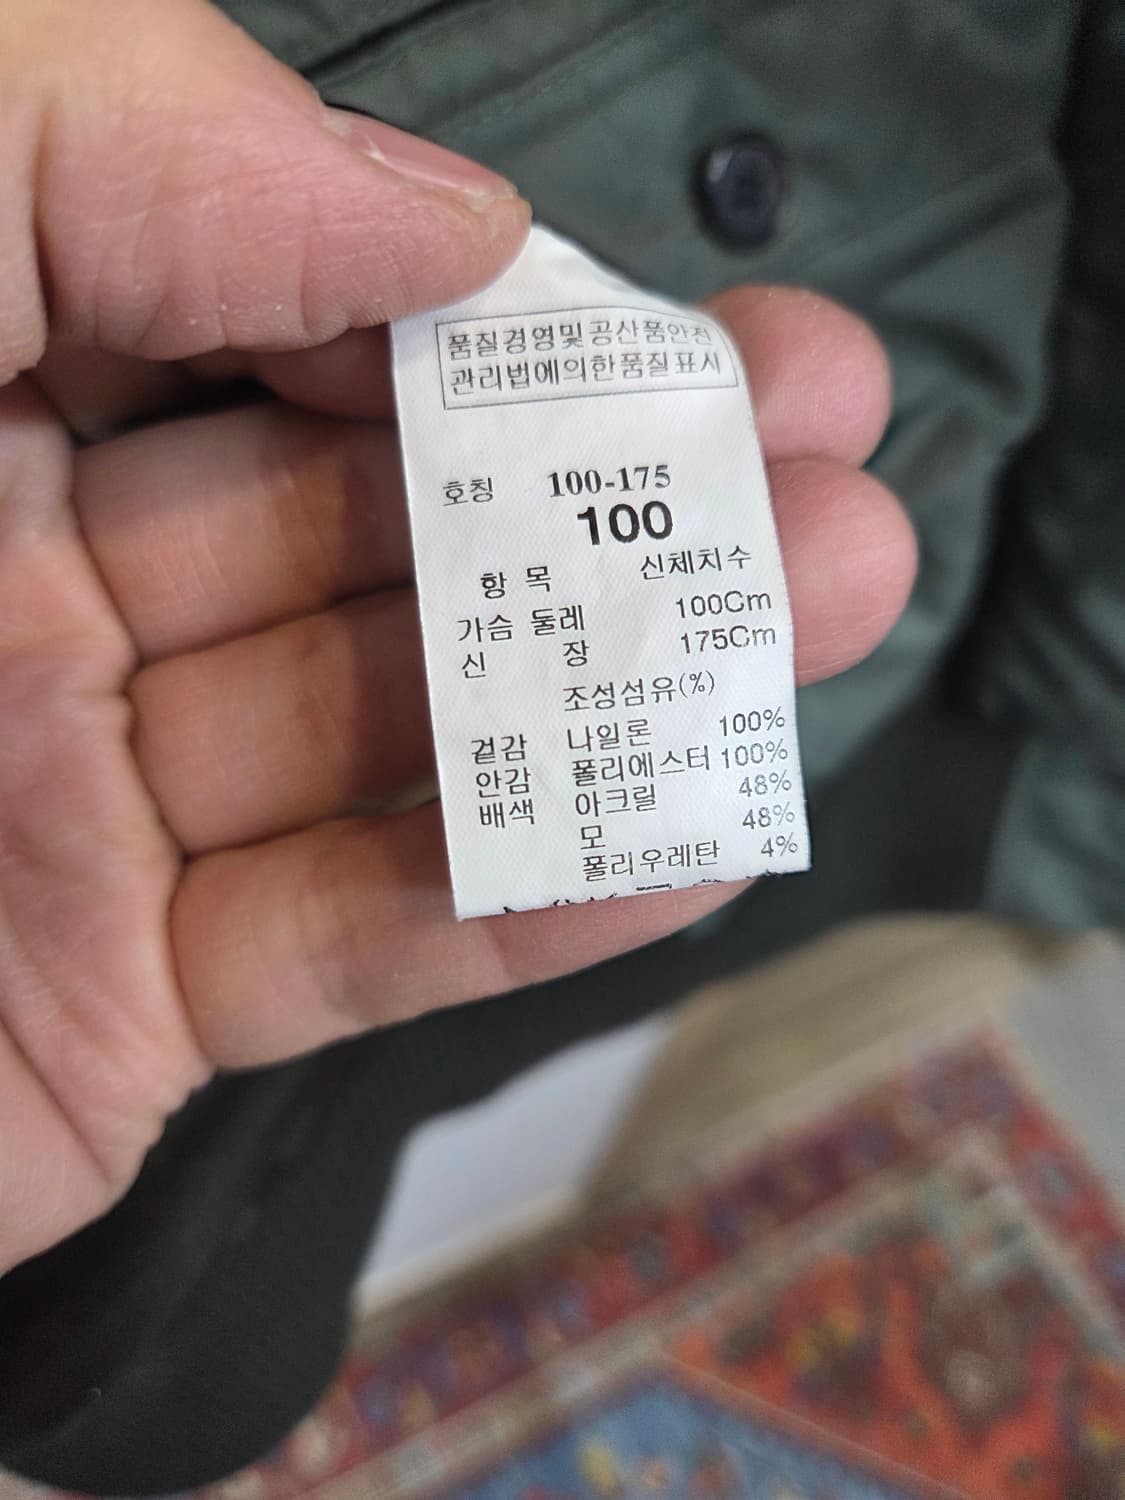 품질경영및공산품안전
관리법에의한품질표시
호칭 100-175
100
항 목 신체치수
가슴 둘레 100Cm
신 장 175Cm
조성섬유(%)
겉감 나일론 100%
안감 폴리에스터 100%
배색 아크릴 48%
모 48%
폴리우레탄 4%